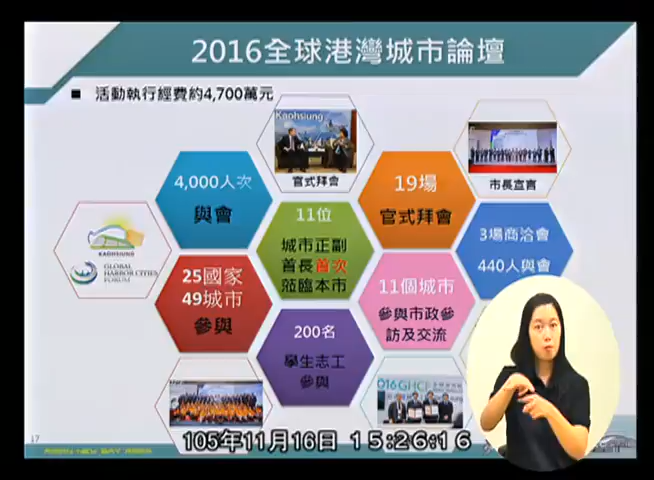 2016全球港灣城市論壇
■ 活動執行經費約4,700萬元
Kaohsiung
官式拜會
市長宣言
4,000人次
與會
19場
官式拜會
11位
城市正副
首長首次
蒞臨本市
3場商洽會
440人與會
KAOHSIUNG
GLOBAL
HARBOR CITIES
FORUM
25國家
49城市
參與
11個城市
參與市政參
訪及交流
200名
學生志工
參與
2016 GHCF
17
105年11月16日 15:26:16